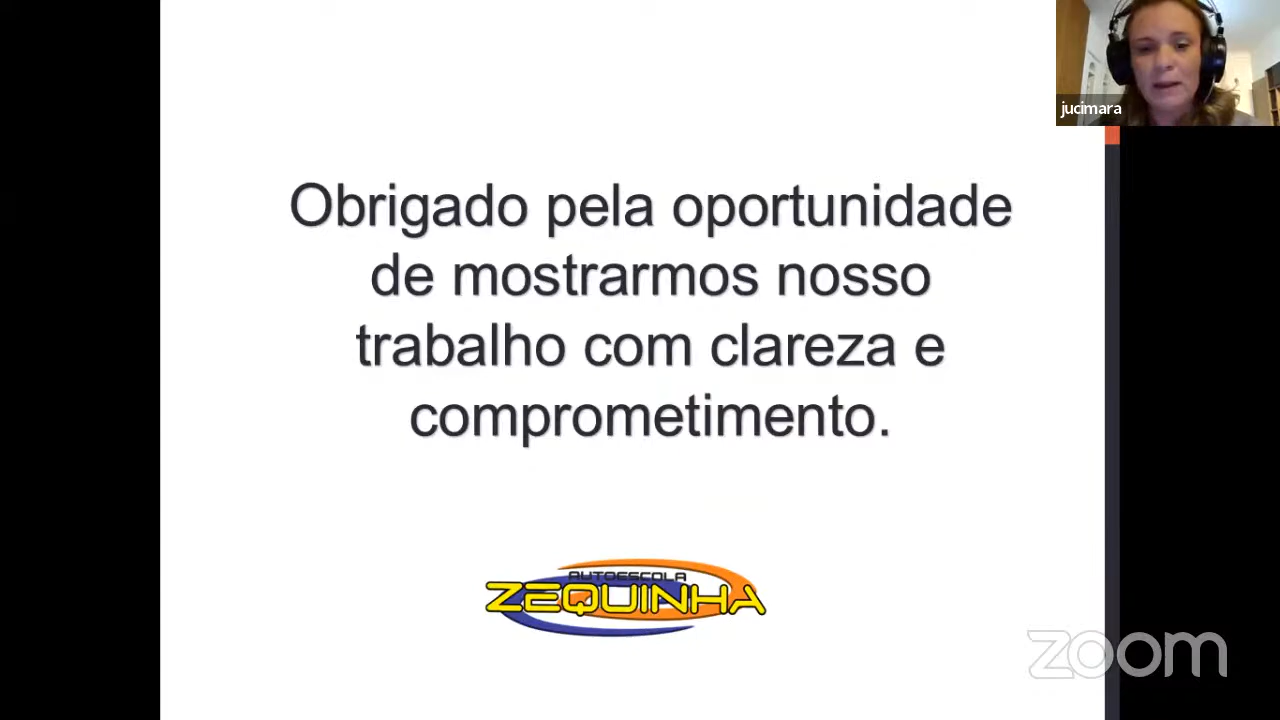 jucimara
Obrigado pela oportunidade
de mostrarmos nosso
trabalho com clareza e
comprometimento.
AUTOESCOLA
ZEQUINHA
zoom